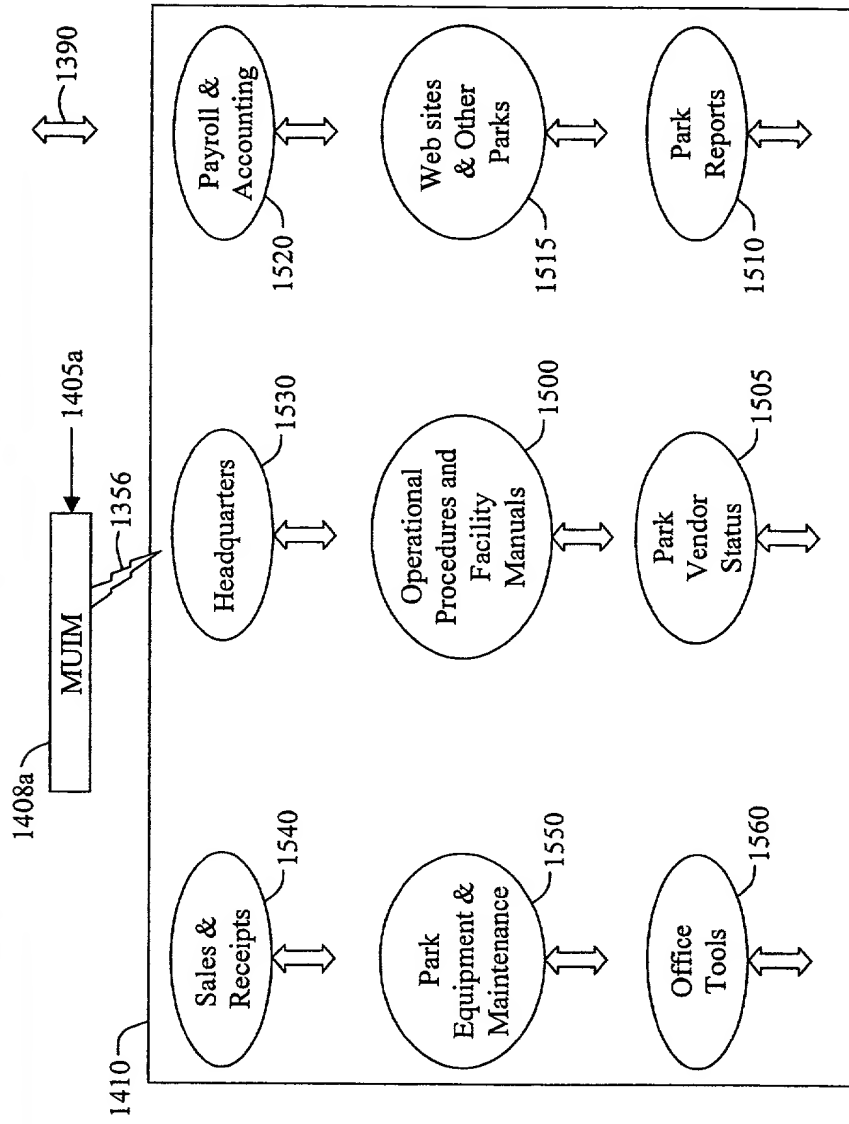 1390
1405a
1408a
MUIM
1356
1410
Sales &
Receipts
1540
Headquarters
1530
Payroll &
Accounting
1520
Park
Equipment &
Maintenance
1550
Operational
Procedures and
Facility
Manuals
1500
Web sites
& Other
Parks
1515
Office
Tools
1560
Park
Vendor
Status
1505
Park
Reports
1510